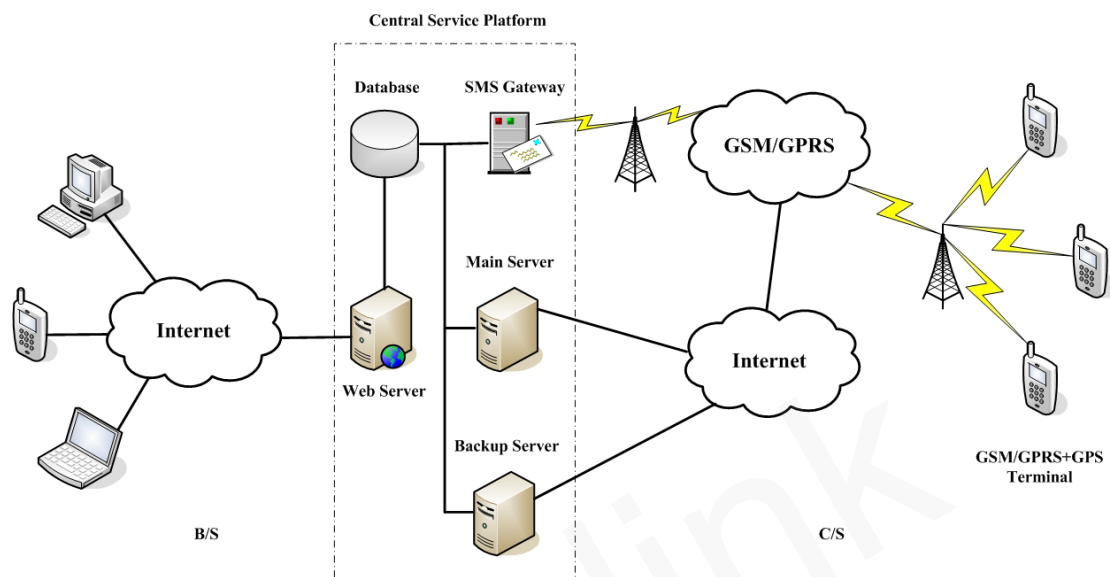 Central Service Platform
Database
SMS Gateway
GSM/GPRS
Main Server
Internet
Internet
Web Server
Backup Server
GSM/GPRS+GPS
Terminal
B/S
C/S